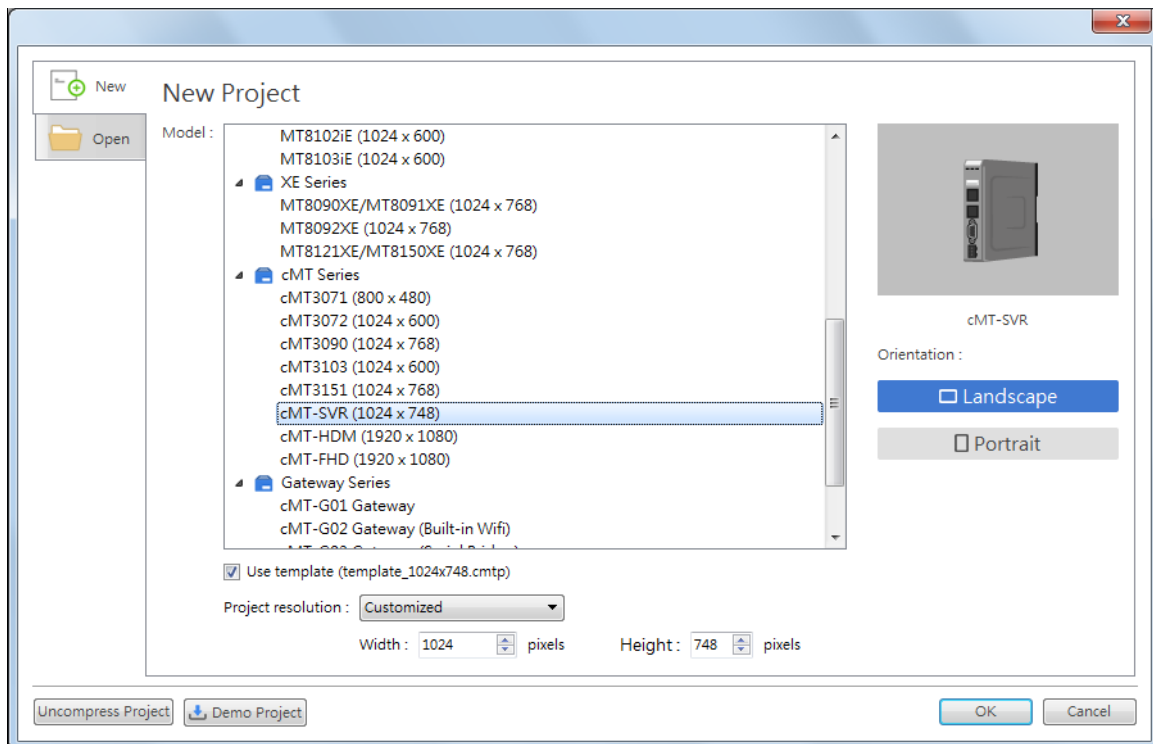 New
Open
New Project
Model :
MT8102iE (1024 x 600)
MT8103iE (1024 x 600)
XE Series
MT8090XE/MT8091XE (1024 x 768)
MT8092XE (1024 x 768)
MT8121XE/MT8150XE (1024 x 768)
cMT Series
cMT3071 (800 x 480)
cMT3072 (1024 x 600)
cMT3090 (1024 x 768)
cMT3103 (1024 x 600)
cMT3151 (1024 x 768)
cMT-SVR (1024 x 748)
cMT-HDM (1920 x 1080)
cMT-FHD (1920 x 1080)
Gateway Series
cMT-G01 Gateway
cMT-G02 Gateway (Built-in Wifi)
cMT-SVR
Orientation :
Landscape
Portrait
Use template (template_1024x748.cmtp)
Project resolution : Customized
Width : 1024 pixels Height : 748 pixels
Uncompress Project Demo Project OK Cancel